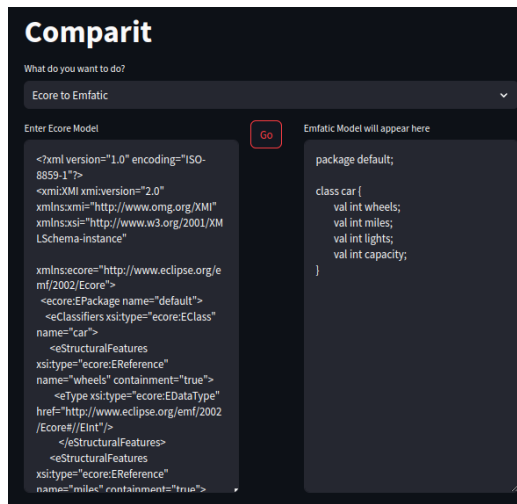 Comparit
What do you want to do?
Ecore to Emfatic
Enter Ecore Model
<?xml version="1.0" encoding="ISO-
8859-1"?>
<xmi:XMI xmi:version="2.0"
xmlns:xmi="http://www.omg.org/XMI"
xmlns:xsi="http://www.w3.org/2001/XM
LSchema-instance"
xmlns:ecore="http://www.eclipse.org/e
mf/2002/Ecore">
<ecore:EPackage name="default">
<eClassifiers xsi:type="ecore:EClass"
name="car">
<eStructuralFeatures
xsi:type="ecore:EReference"
name="wheels" containment="true">
<eType xsi:type="ecore:EDataType"
href="http://www.eclipse.org/emf/2002
/Ecore#//EInt"/>
</eStructuralFeatures>
<eStructuralFeatures
xsi:type="ecore:EReference"
name="miles" containment="true">
Go
Emfatic Model will appear here
package default;
class car {
val int wheels;
val int miles;
val int lights;
val int capacity;
}